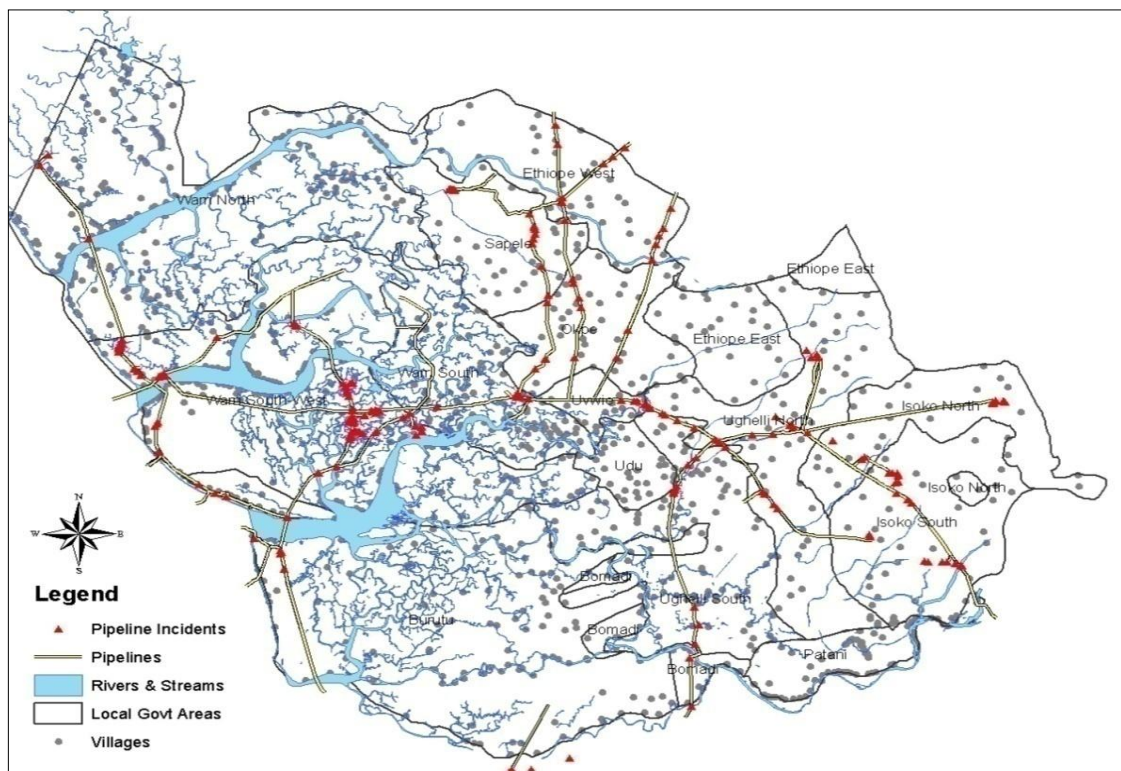 Ethiope West
Warri North
Sapele
Ethiope East
Okpe
Ethiope East
Warri South
Warri South West
Uvwie
Ughelli North
Isoko North
Udu
Isoko North
Isoko South
Bomadi
Ughelli South
Burutu
Bomadi
Patani
Bomadi
N
W
E
S
Legend
Pipeline Incidents
Pipelines
Rivers & Streams
Local Govt Areas
Villages